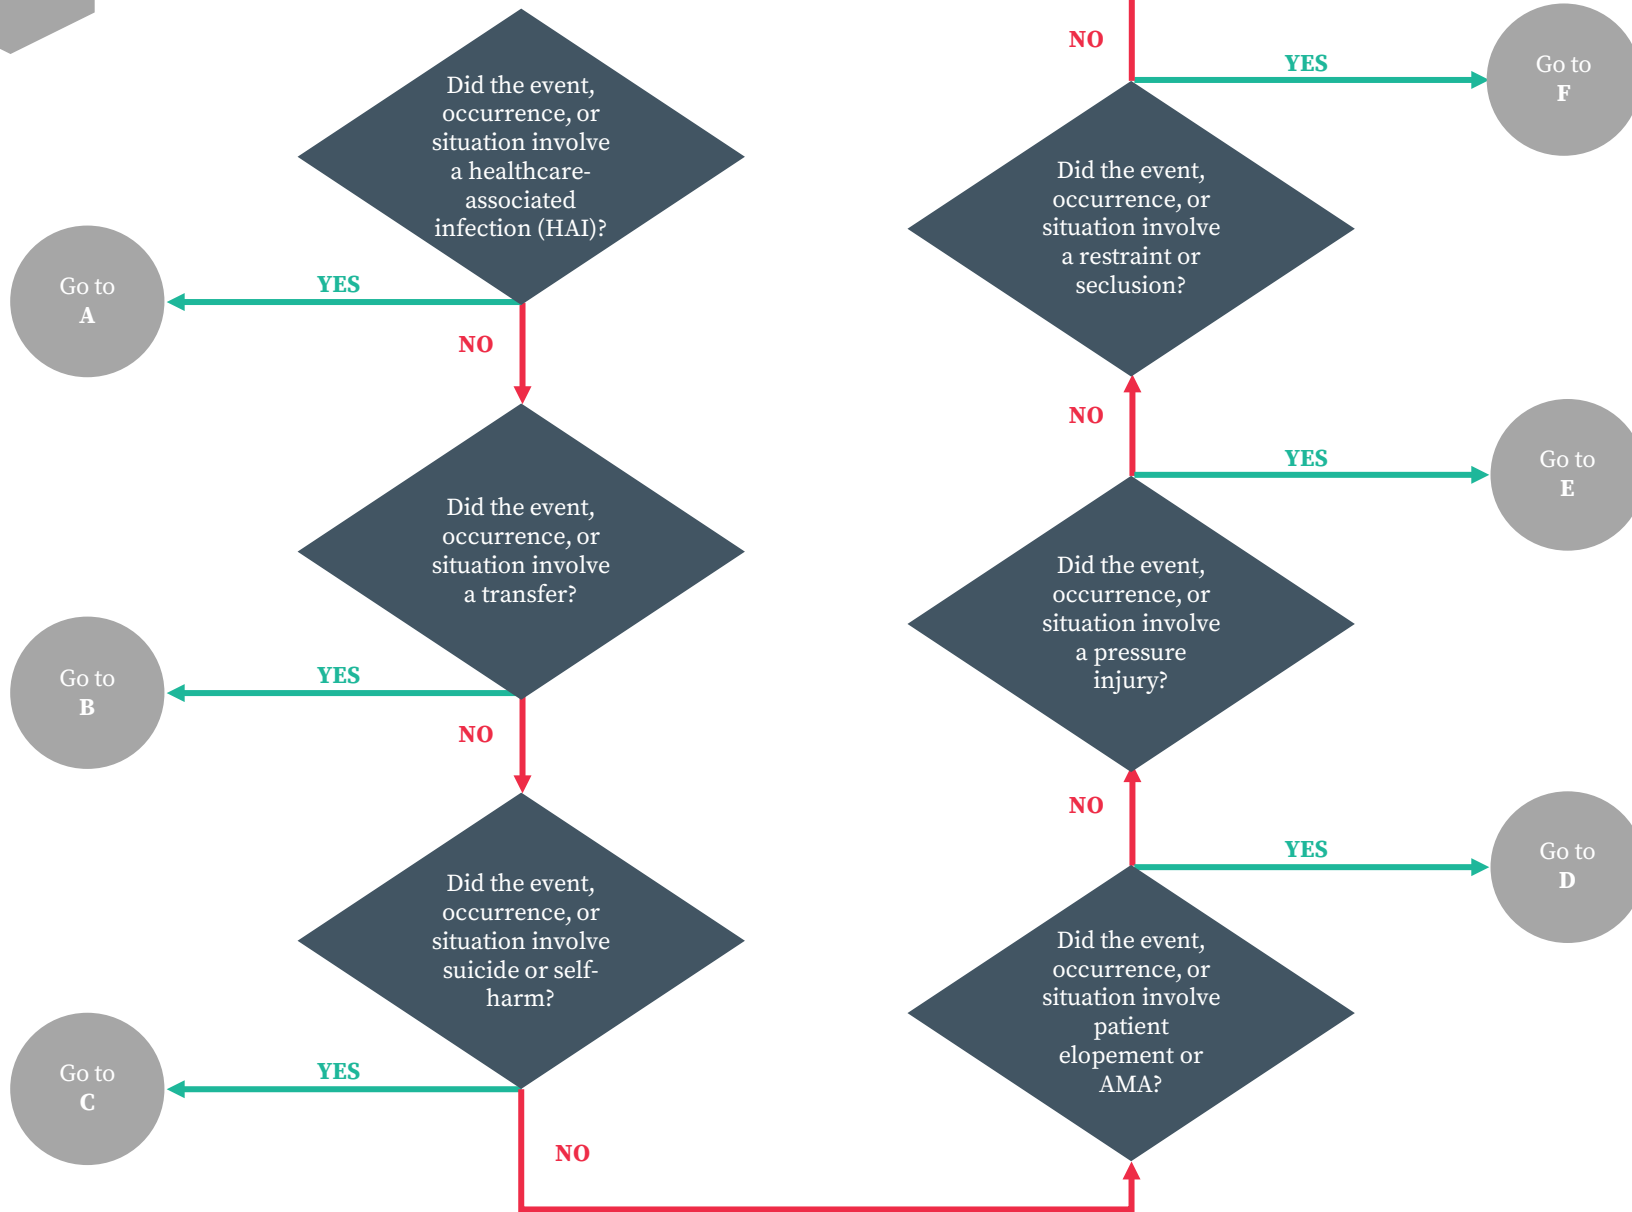 Did the event,
occurrence, or
situation involve
a healthcare-
associated
infection (HAI)?
YES
Go to
A
NO
Did the event,
occurrence, or
situation involve
a transfer?
YES
Go to
B
NO
Did the event,
occurrence, or
situation involve
suicide or self-
harm?
YES
Go to
C
NO
Did the event,
occurrence, or
situation involve
patient
elopement or
AMA?
YES
Go to
D
NO
Did the event,
occurrence, or
situation involve
a pressure
injury?
YES
Go to
E
NO
Did the event,
occurrence, or
situation involve
a restraint or
seclusion?
YES
Go to
F
NO